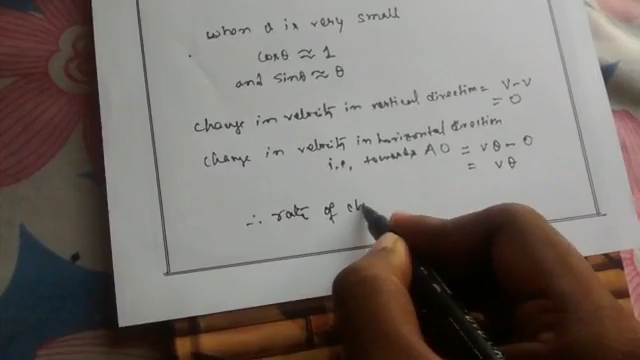 when θ is very small
cosθ ≈ 1
and sinθ ≈ θ
change in velocity in vertical direction = v-v
= 0
change in velocity in horizontal direction
i.e, towards AO = vθ - 0
= vθ
∴ rate of ch